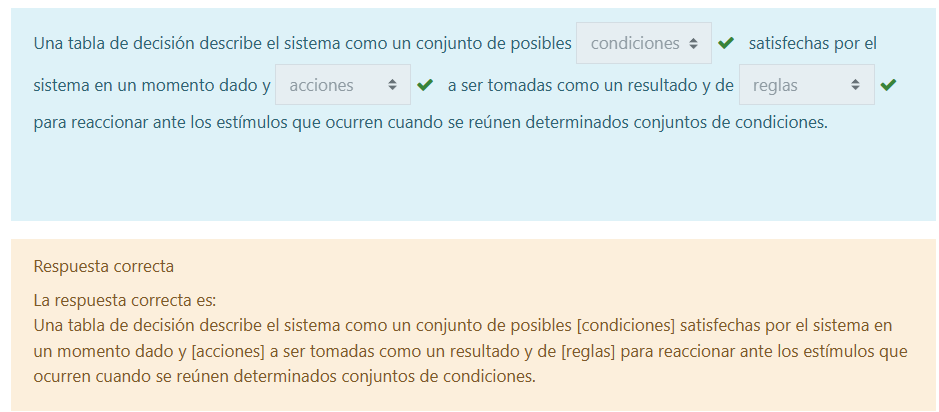 Una tabla de decisión describe el sistema como un conjunto de posibles condiciones satisfechas por el
sistema en un momento dado y acciones a ser tomadas como un resultado y de reglas
para reaccionar ante los estímulos que ocurren cuando se reúnen determinados conjuntos de condiciones.
Respuesta correcta
La respuesta correcta es:
Una tabla de decisión describe el sistema como un conjunto de posibles [condiciones] satisfechas por el sistema en
un momento dado y [acciones] a ser tomadas como un resultado y de [reglas] para reaccionar ante los estímulos que
ocurren cuando se reúnen determinados conjuntos de condiciones.